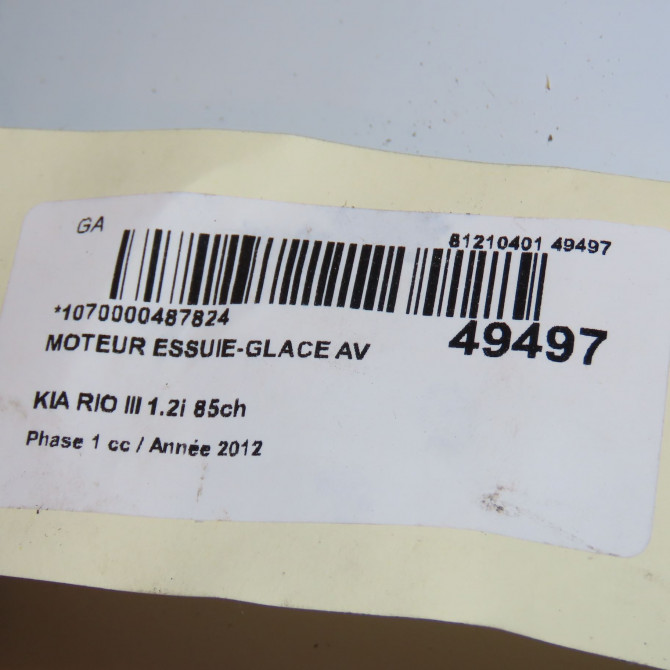 GA
81210401 49497
*1070000487824
49497
MOTEUR ESSUIE-GLACE AV
KIA RIO III 1.2i 85ch
Phase 1 cc / Année 2012